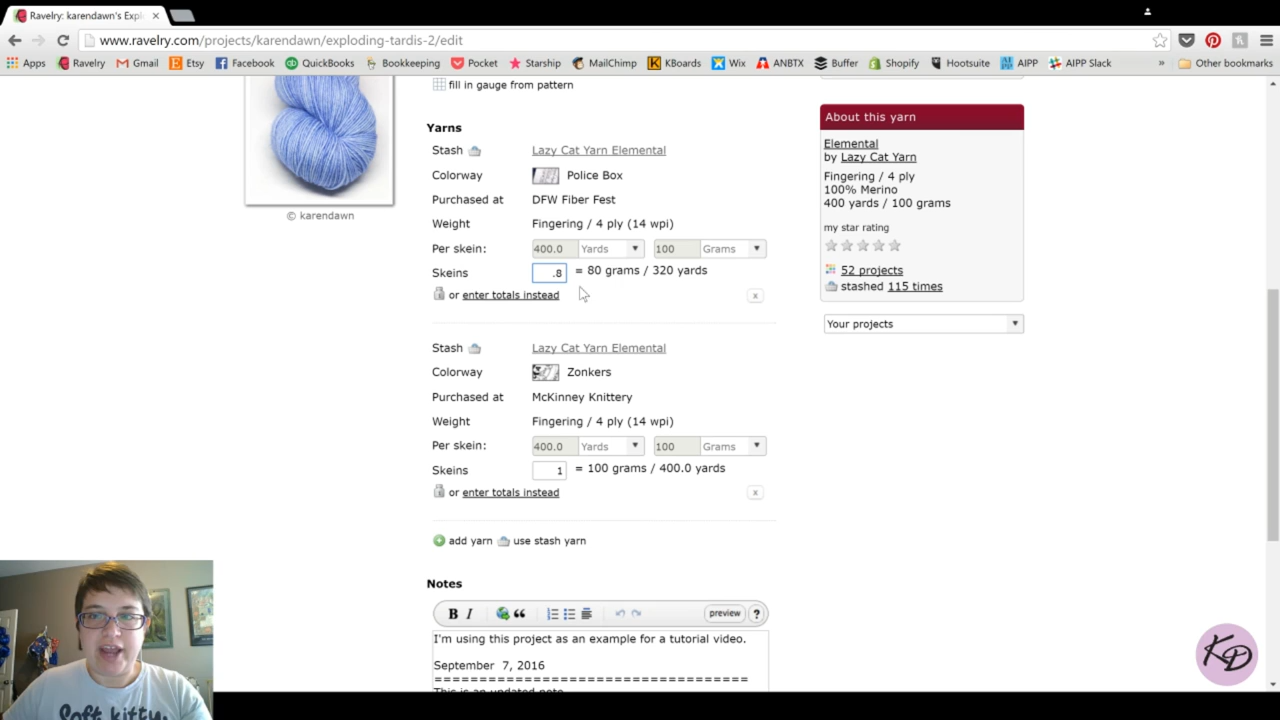 Ravelry: karendawn's Expl
www.ravelry.com/projects/karendawn/exploding-tardis-2/edit
Apps Ravelry Gmail Etsy Facebook QuickBooks Bookkeeping Pocket Starship MailChimp KBoards Wix ANBTX Buffer Shopify Hootsuite AIPP AIPP Slack » Other bookmarks
fill in gauge from pattern
Yarns
Stash Lazy Cat Yarn Elemental
Colorway Police Box
Purchased at DFW Fiber Fest
Weight Fingering / 4 ply (14 wpi)
Per skein: 400.0 Yards 100 Grams
Skeins .8 = 80 grams / 320 yards
or enter totals instead x
Stash Lazy Cat Yarn Elemental
Colorway Zonkers
Purchased at McKinney Knittery
Weight Fingering / 4 ply (14 wpi)
Per skein: 400.0 Yards 100 Grams
Skeins 1 = 100 grams / 400.0 yards
or enter totals instead x
add yarn use stash yarn
Notes
B I preview ?
I'm using this project as an example for a tutorial video.
September 7, 2016
===================================
This is an updated note
© karendawn
About this yarn
Elemental
by Lazy Cat Yarn
Fingering / 4 ply
100% Merino
400 yards / 100 grams
my star rating
52 projects
stashed 115 times
Your projects
Soft kitty,
KD